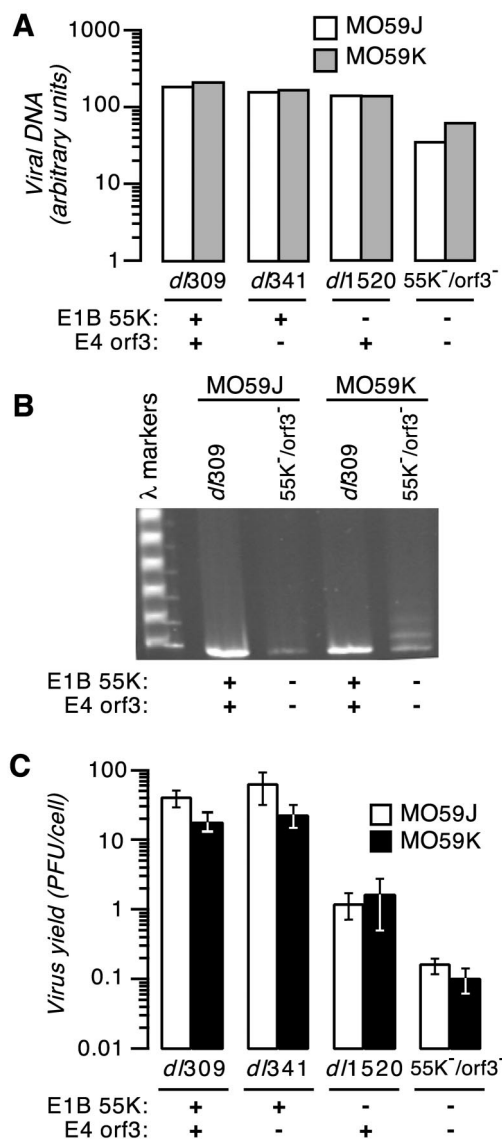 A
Viral DNA
(arbitrary units)
1000
100
10
1
MO59J
MO59K
dl309 dl341 dl1520 55K⁻/orf3⁻
E1B 55K: + + - -
E4 orf3: + - + -
B
MO59J MO59K
λ markers dl309 55K⁻/orf3⁻ dl309 55K⁻/orf3⁻
E1B 55K: + - + -
E4 orf3: + - + -
C
Virus yield (PFU/cell)
100
10
1
0.1
0.01
MO59J
MO59K
dl309 dl341 dl1520 55K⁻/orf3⁻
E1B 55K: + + - -
E4 orf3: + - + -